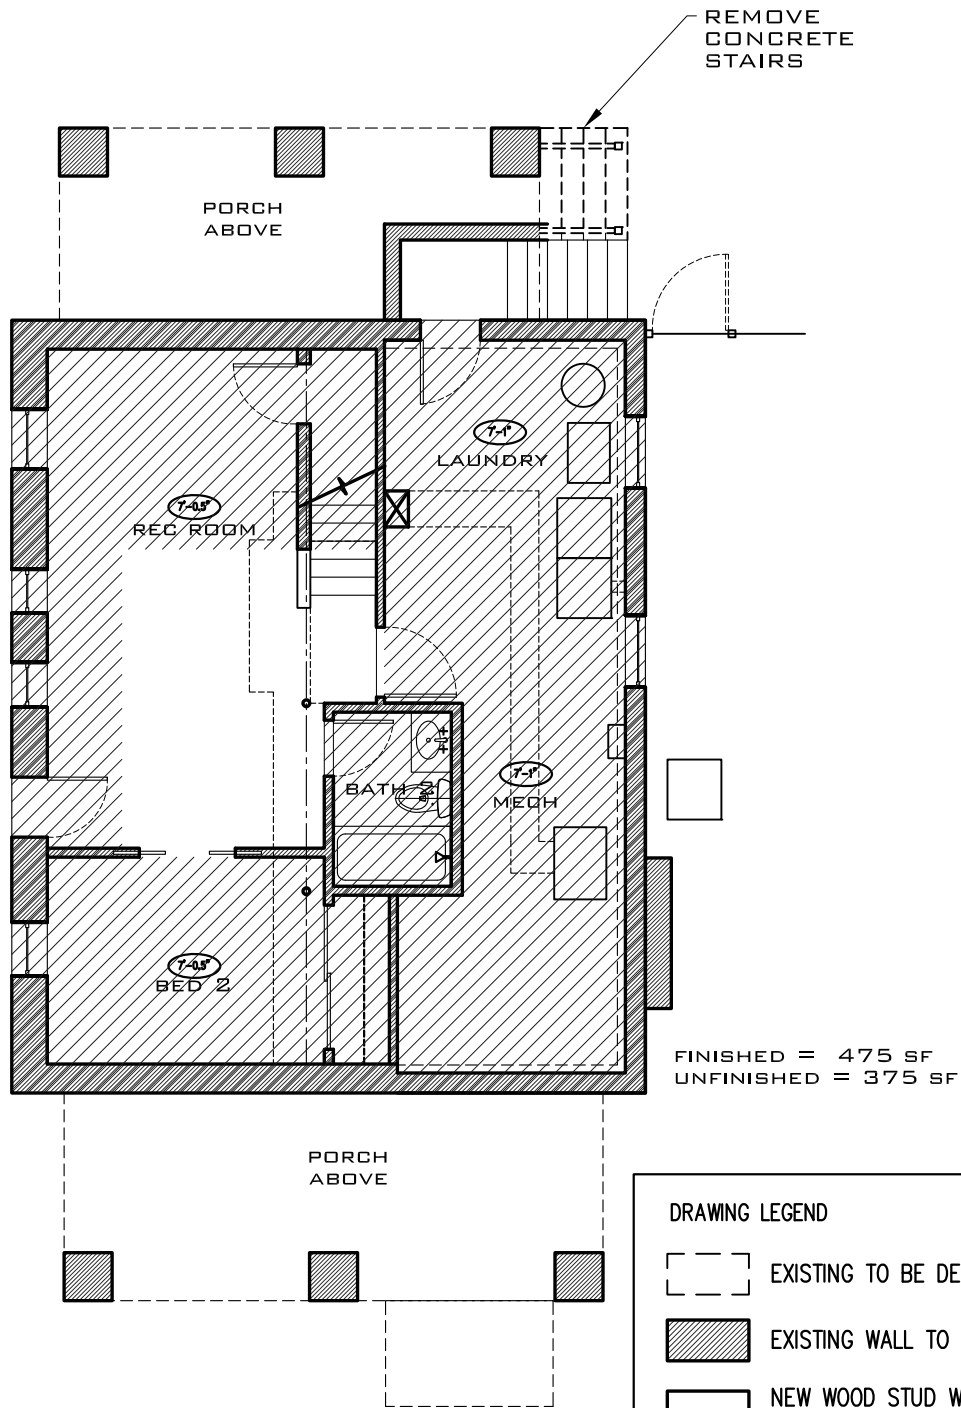 REMOVE
CONCRETE
STAIRS
PORCH
ABOVE
7'-1"
LAUNDRY
7'-0.5"
REC ROOM
BATH 2
7'-1"
MECH
7'-0.5"
BED 2
FINISHED = 475 SF
UNFINISHED = 375 SF
PORCH
ABOVE
DRAWING LEGEND
EXISTING TO BE DE
EXISTING WALL TO
NEW WOOD STUD W